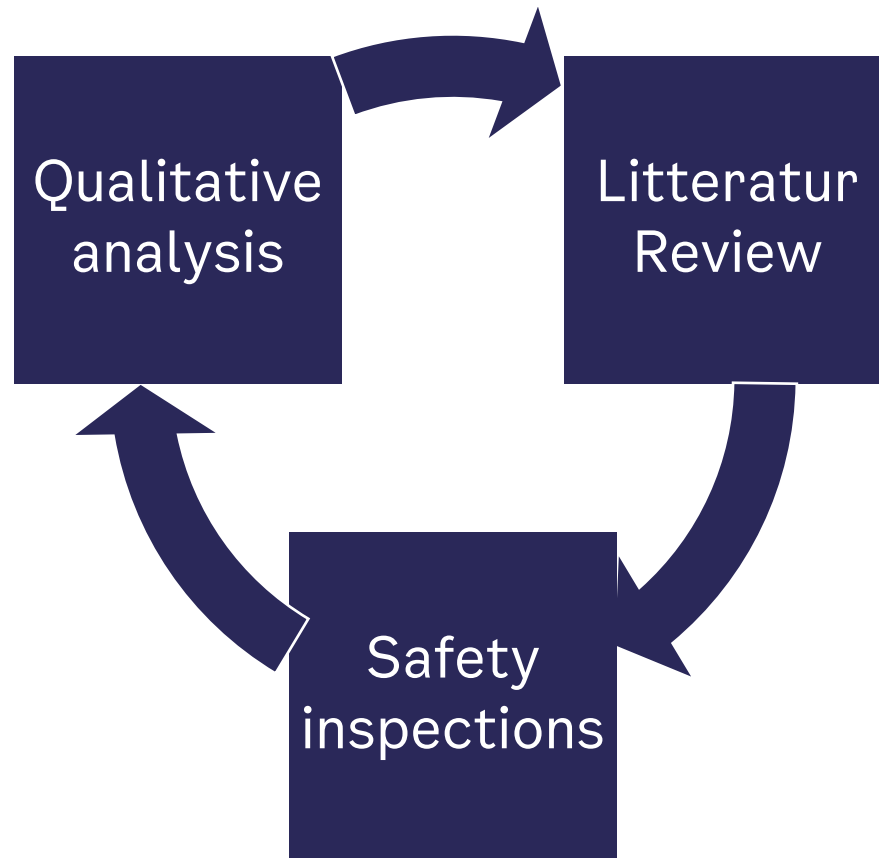 Qualitative
analysis
Litteratur
Review
Safety
inspections